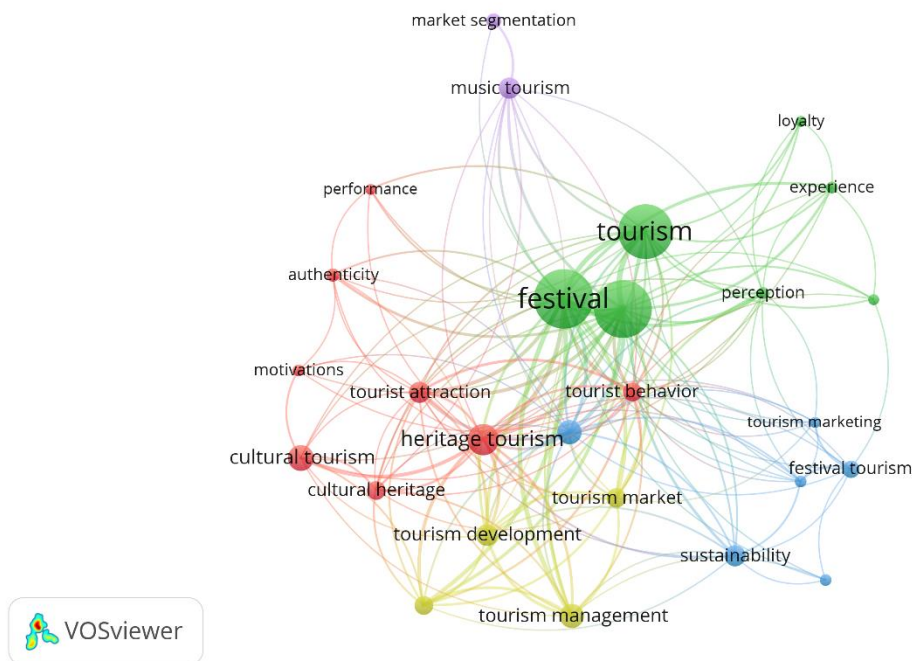 market segmentation
music tourism
loyalty
performance
experience
tourism
authenticity
festival
perception
motivations
tourist attraction
tourist behavior
tourism marketing
heritage tourism
cultural tourism
festival tourism
cultural heritage
tourism market
tourism development
sustainability
tourism management
VOSviewer